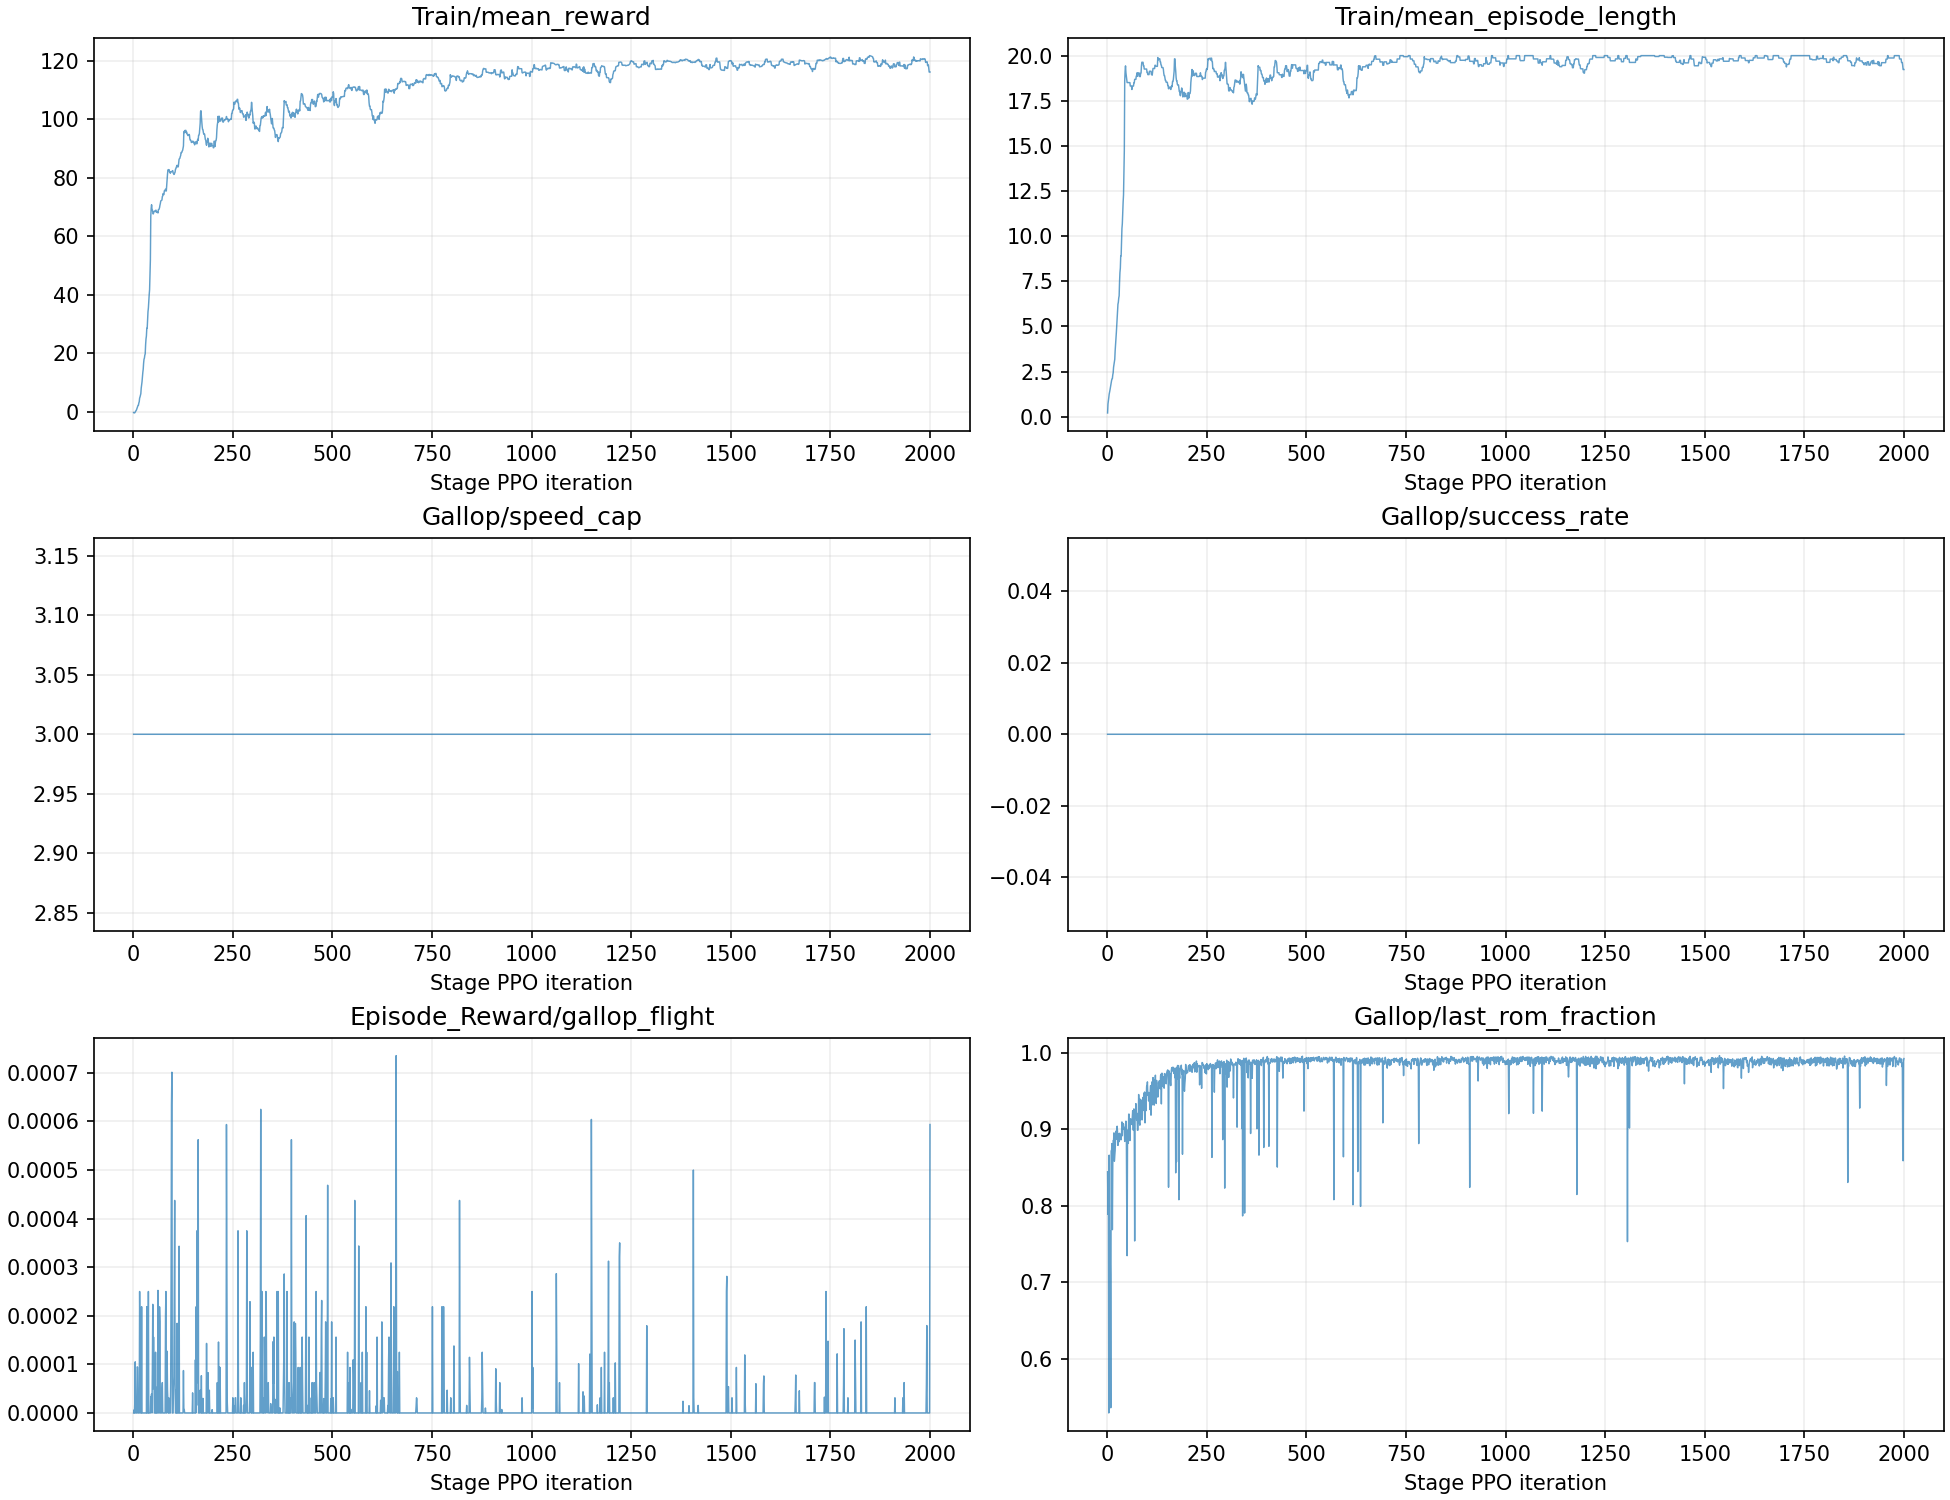 Train/mean_reward
120
100
80
60
40
20
0
0 250 500 750 1000 1250 1500 1750 2000
Stage PPO iteration
Train/mean_episode_length
20.0
17.5
15.0
12.5
10.0
7.5
5.0
2.5
0.0
0 250 500 750 1000 1250 1500 1750 2000
Stage PPO iteration
Gallop/speed_cap
3.15
3.10
3.05
3.00
2.95
2.90
2.85
0 250 500 750 1000 1250 1500 1750 2000
Stage PPO iteration
Gallop/success_rate
0.04
0.02
0.00
−0.02
−0.04
0 250 500 750 1000 1250 1500 1750 2000
Stage PPO iteration
Episode_Reward/gallop_flight
0.0007
0.0006
0.0005
0.0004
0.0003
0.0002
0.0001
0.0000
0 250 500 750 1000 1250 1500 1750 2000
Stage PPO iteration
Gallop/last_rom_fraction
1.0
0.9
0.8
0.7
0.6
0 250 500 750 1000 1250 1500 1750 2000
Stage PPO iteration